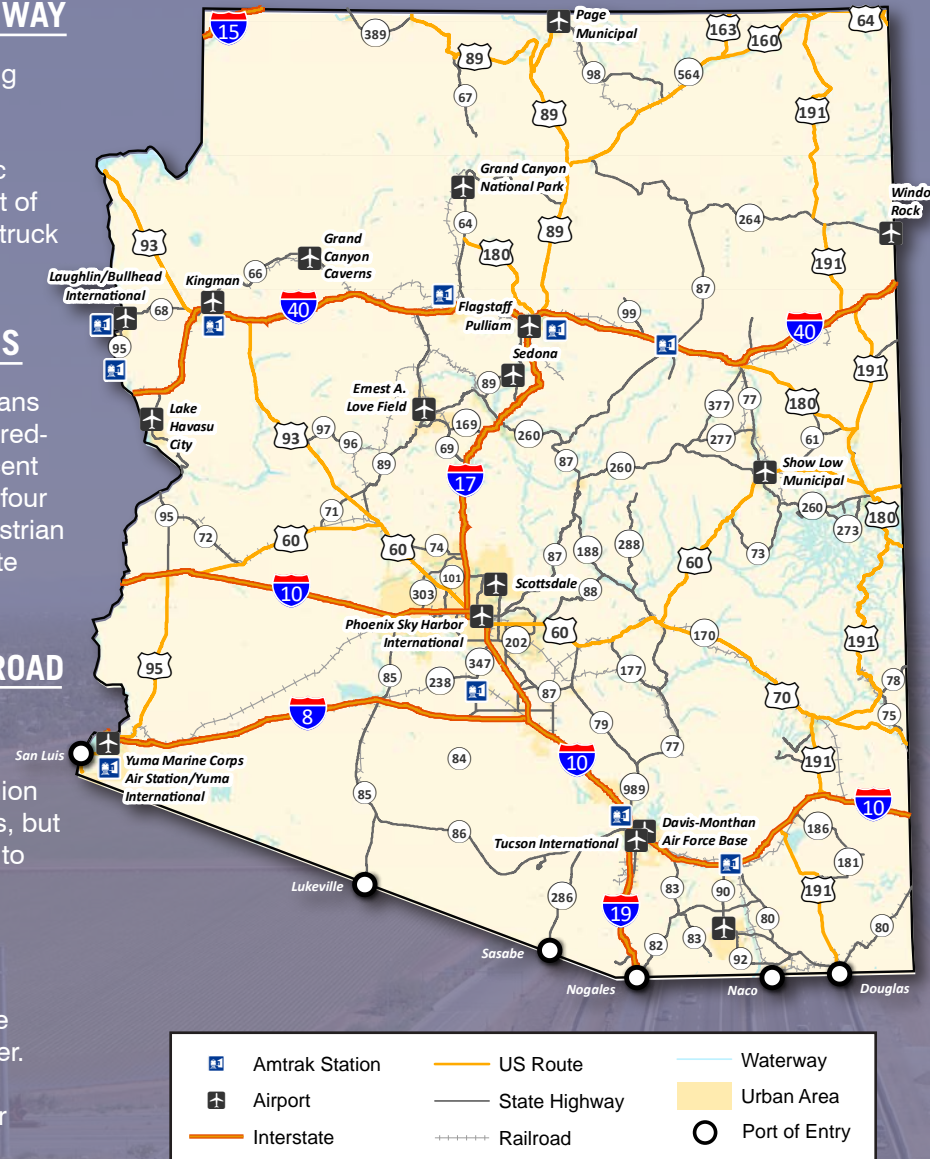 WAY
ng
c
t of
truck
S
ans
red-
ent
four
estrian
te
ROAD
ion
s, but
to
e
er.
r
15
389
Page
Municipal
163
160
64
89
98
564
67
89
191
Grand Canyon
National Park
64
Windo
Rock
264
93
Grand
Canyon
Caverns
89
180
66
191
Laughlin/Bullhead
International
Kingman
87
68
40
Flagstaff
Pulliam
99
40
95
Sedona
191
Ernest A.
Love Field
89
Lake
Havasu
City
377
77
180
169
93
97
96
69
260
277
61
89
87
260
Show Low
Municipal
17
95
71
260
273
180
72
60
60
74
87
188
288
60
73
10
101
303
Scottsdale
88
Phoenix Sky Harbor
International
202
60
170
191
95
347
85
238
177
78
87
70
75
8
79
77
San Luis
84
10
191
Yuma Marine Corps
Air Station/Yuma
International
989
85
10
86
Davis-Monthan
Air Force Base
186
Tucson International
181
Lukeville
83
90
191
286
19
80
80
Sasabe
82
83
92
Nogales
Naco
Douglas
Amtrak Station
US Route
Waterway
Airport
State Highway
Urban Area
Interstate
Railroad
Port of Entry